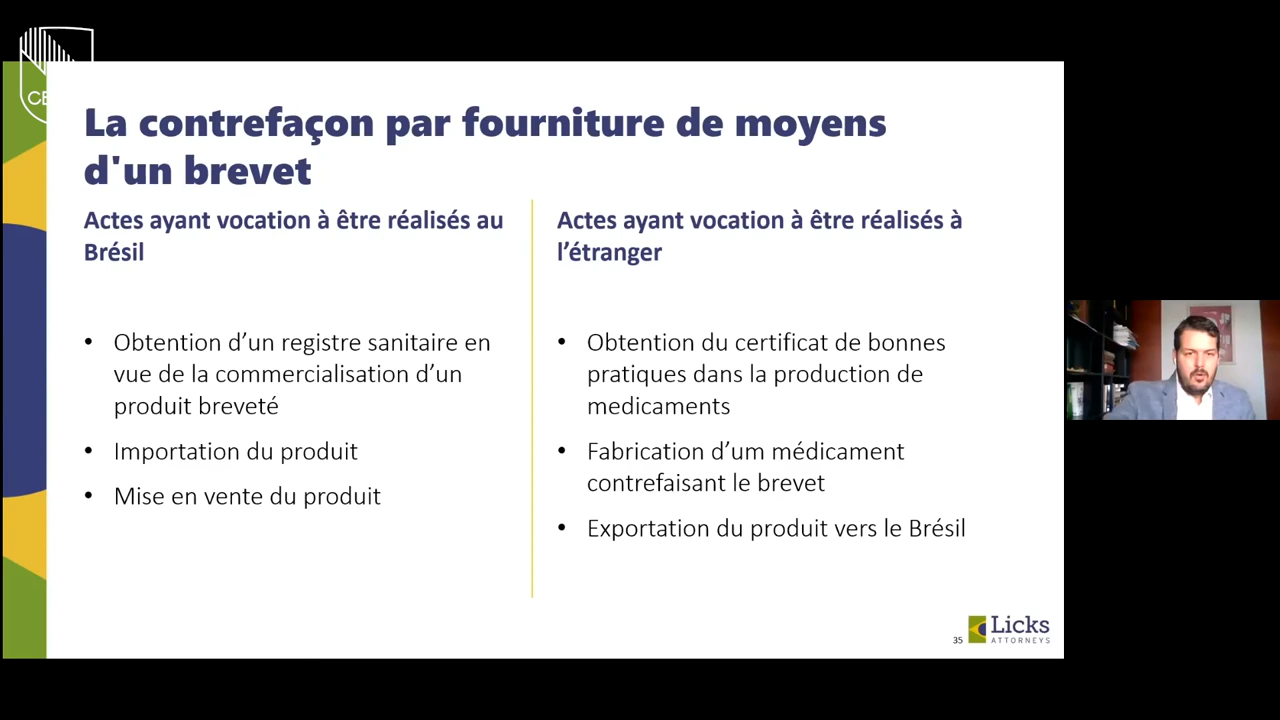 La contrefaçon par fourniture de moyens
d'un brevet
Actes ayant vocation à être réalisés au
Brésil
• Obtention d’un registre sanitaire en
vue de la commercialisation d’un
produit breveté
• Importation du produit
• Mise en vente du produit
Actes ayant vocation à être réalisés à
l’étranger
• Obtention du certificat de bonnes
pratiques dans la production de
medicaments
• Fabrication d’um médicament
contrefaisant le brevet
• Exportation du produit vers le Brésil
35
Licks
ATTORNEYS